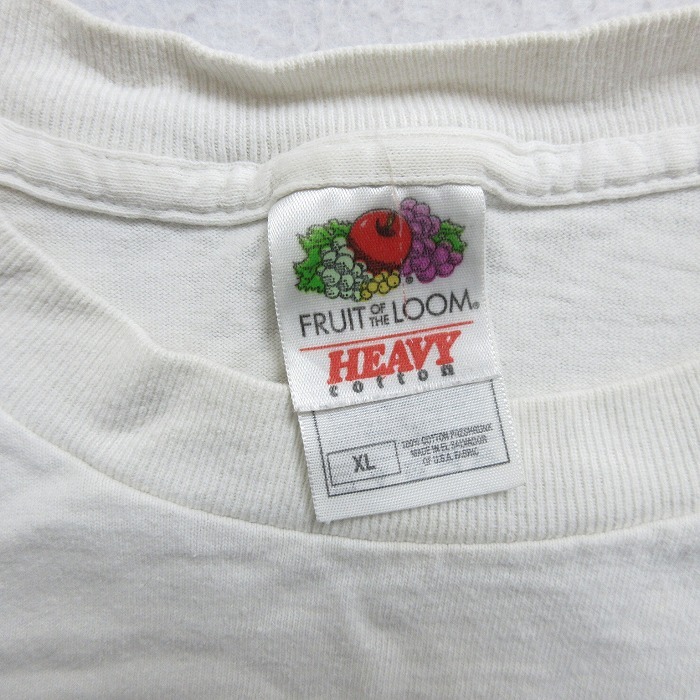 FRUIT OF THE LOOM®
HEAVY
cotton
XL
100% COTTON PRESHRUNK
MADE IN EL SALVADOR
OF U.S.A. FABRIC